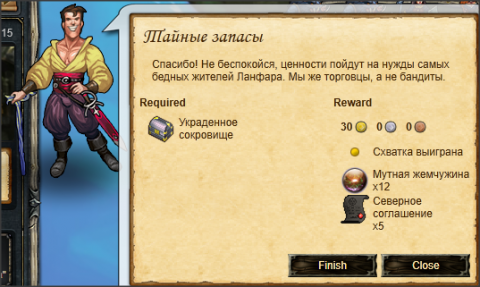 15
Тайные запасы
Спасибо! Не беспокойся, ценности пойдут на нужды самых
бедных жителей Ланфара. Мы же торговцы, а не бандиты.
Required
Reward
Украденное
сокровище
30 0 0
Схватка выиграна
Мутная жемчужина
x12
Северное
соглашение
x5
Finish
Close